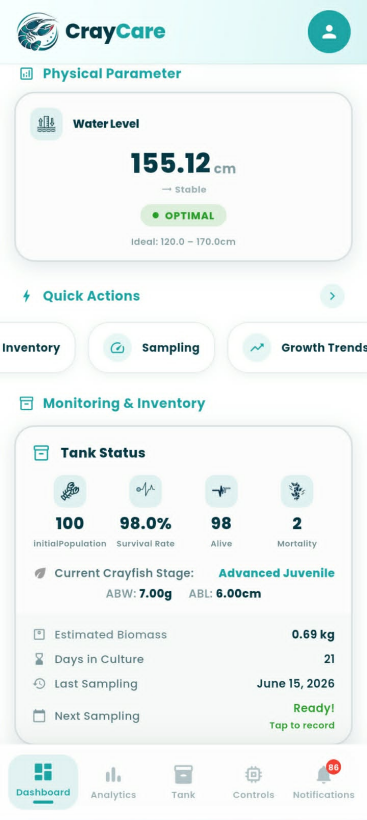 CrayCare
Physical Parameter
Water Level
155.12 cm
→ Stable
• OPTIMAL
Ideal: 120.0 – 170.0cm
Quick Actions
Inventory Sampling Growth Trends
Monitoring & Inventory
Tank Status
100 98.0% 98 2
initialPopulation Survival Rate Alive Mortality
Current Crayfish Stage: Advanced Juvenile
ABW: 7.00g ABL: 6.00cm
Estimated Biomass 0.69 kg
Days in Culture 21
Last Sampling June 15, 2026
Next Sampling Ready!
Tap to record
86
Dashboard Analytics Tank Controls Notifications